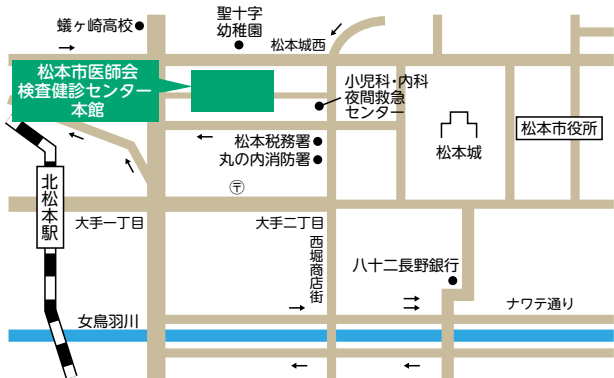 蟻ヶ崎高校
聖十字
幼稚園
松本城西
松本市医師会
検査健診センター
本館
小児科・内科
夜間救急
センター
松本税務署
丸の内消防署
松本城
松本市役所
〒
北松本駅
大手一丁目
大手二丁目
西堀商店街
八十二長野銀行
ナワテ通り
女鳥羽川